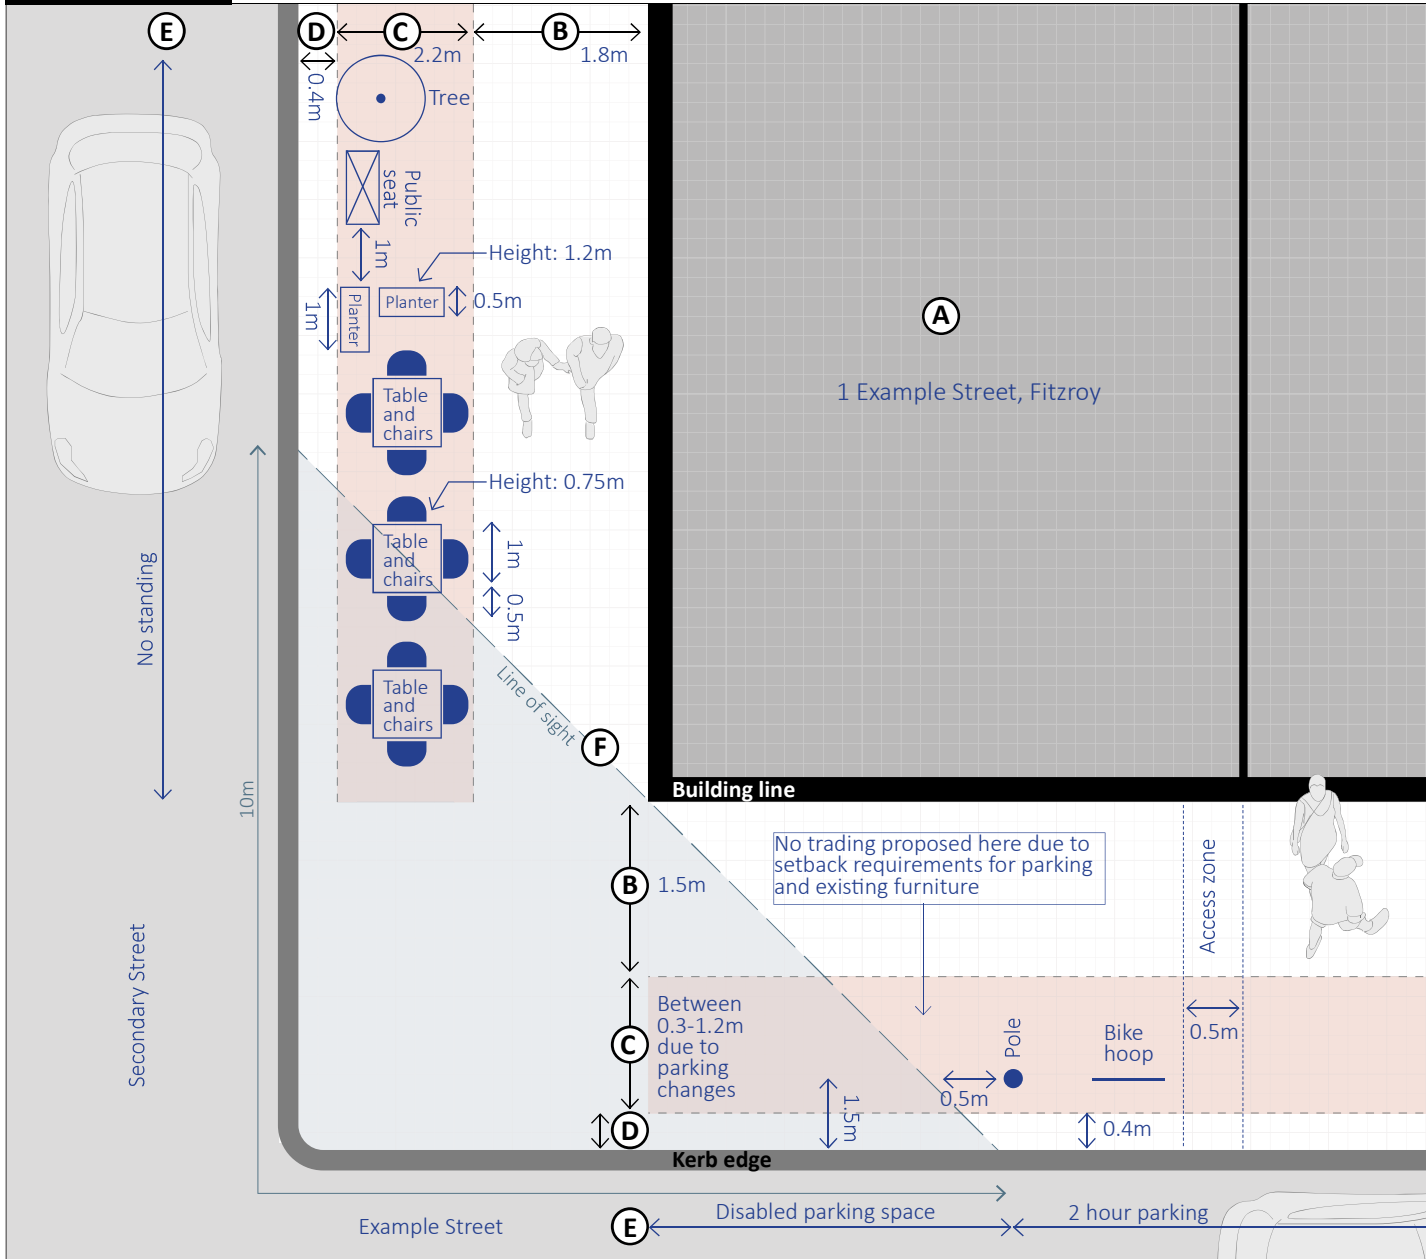 E
D
C
B
2.2m
1.8m
0.4m
Tree
Public
seat
1m
Height: 1.2m
1m
Planter
Planter
0.5m
A
1 Example Street, Fitzroy
Table
and
chairs
Height: 0.75m
Table
and
chairs
1m
0.5m
No standing
Table
and
chairs
Line of sight
F
10m
Building line
B
1.5m
No trading proposed here due to
setback requirements for parking
and existing furniture
Access zone
Secondary Street
C
Between
0.3-1.2m
due to
parking
changes
Pole
Bike
hoop
0.5m
0.5m
1.5m
D
0.4m
Kerb edge
Example Street
E
Disabled parking space
2 hour parking